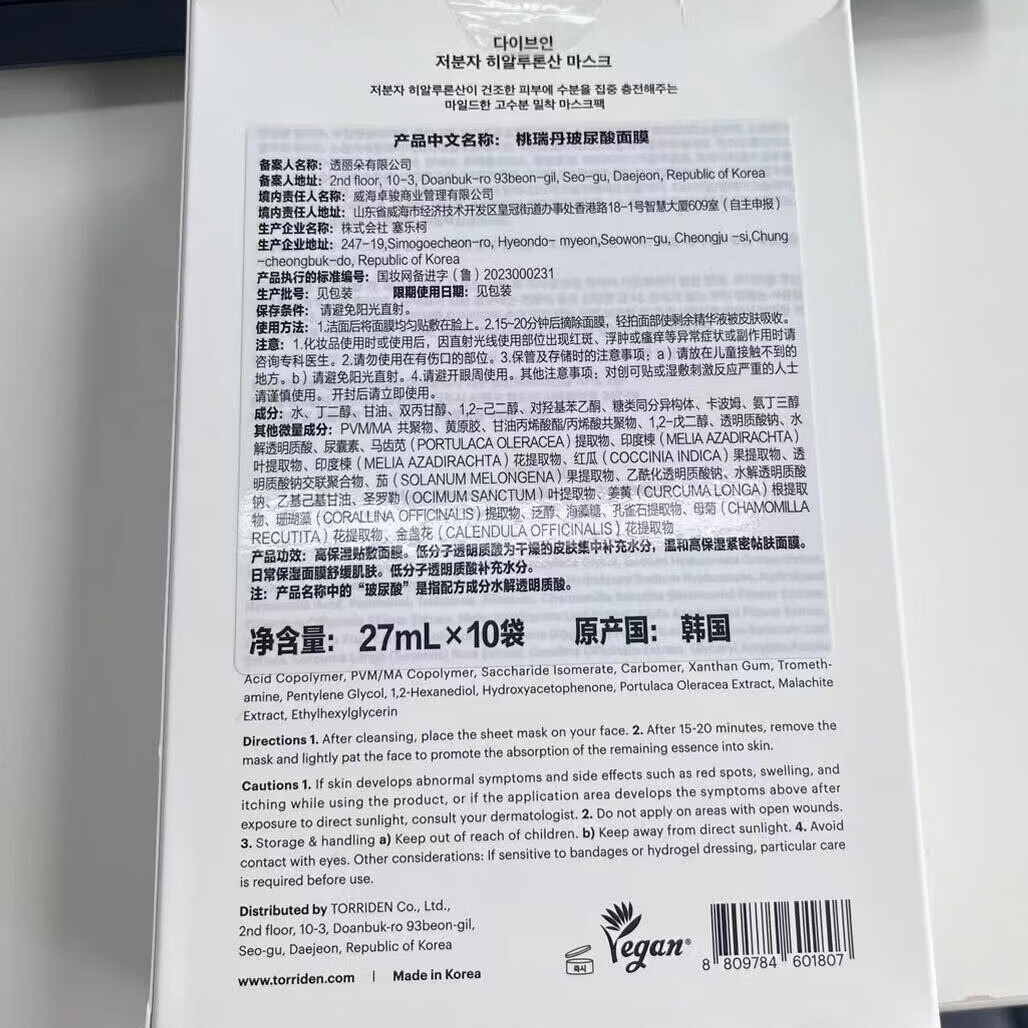 다이브인
저분자 히알루론산 마스크
저분자 히알루론산이 건조한 피부에 수분을 집중 충전해주는
마일드한 고수분 밀착 마스크팩
产品中文名称： 桃瑞丹玻尿酸面膜
备案人名称：透丽朵有限公司
备案人地址：2nd floor, 10-3, Doanbuk-ro 93beon-gil, Seo-gu, Daejeon, Republic of Korea
境内责任人名称：威海卓骏商业管理有限公司
境内责任人地址：山东省威海市经济技术开发区皇冠街道办事处香港路18-1号智慧大厦609室（自主申报）
生产企业名称：株式会社 塞乐柯
生产企业地址：247-19,Simogoecheon-ro, Hyeondo- myeon,Seowon-gu, Cheongju -si,Chung
-cheongbuk-do, Republic of Korea
产品执行的标准编号：国妆网备进字（鲁）2023000231
生产批号：见包装 限期使用日期：见包装
保存条件：请避免阳光直射。
使用方法：1.洁面后将面膜均匀贴敷在脸上。2.15~20分钟后摘除面膜，轻拍面部使剩余精华液被皮肤吸收。
注意：1.化妆品使用时或使用后，因直射光线使用部位出现红斑、浮肿或瘙痒等异常症状或副作用时请
咨询专科医生。2.请勿使用在有伤口的部位。3.保管及存储时的注意事项：a）请放在儿童接触不到的
地方。b）请避免阳光直射。4.请避开眼周使用。其他注意事项：对创可贴或湿敷刺激反应严重的人士
请谨慎使用。开封后请立即使用。
成分：水、丁二醇、甘油、双丙甘醇、1,2-己二醇、对羟基苯乙酮、糖类同分异构体、卡波姆、氨丁三醇
其他微量成分：PVM/MA 共聚物、黄原胶、甘油丙烯酸酯/丙烯酸共聚物、1,2-戊二醇、透明质酸钠、水
解透明质酸、尿囊素、马齿苋（PORTULACA OLERACEA）提取物、印度楝（MELIA AZADIRACHTA）
叶提取物、印度楝（MELIA AZADIRACHTA）花提取物、红瓜（COCCINIA INDICA）果提取物、透
明质酸钠交联聚合物、茄（SOLANUM MELONGENA）果提取物、乙酰化透明质酸钠、水解透明质酸
钠、乙基己基甘油、圣罗勒（OCIMUM SANCTUM）叶提取物、姜黄（CURCUMA LONGA）根提取
物、珊瑚藻（CORALLINA OFFICINALIS）提取物、泛醇、海藻糖、孔雀石提取物、母菊（CHAMOMILLA
RECUTITA）花提取物、金盏花（CALENDULA OFFICINALIS）花提取物
产品功效：高保湿贴敷面膜。低分子透明质酸为干燥的皮肤集中补充水分，温和高保湿紧密帖肤面膜。
日常保湿面膜舒缓肌肤。低分子透明质酸补充水分。
注：产品名称中的“玻尿酸”是指配方成分水解透明质酸。
净含量：27mL×10袋 原产国：韩国
Acid Copolymer, PVM/MA Copolymer, Saccharide Isomerate, Carbomer, Xanthan Gum, Trometh-
amine, Pentylene Glycol, 1,2-Hexanediol, Hydroxyacetophenone, Portulaca Oleracea Extract, Malachite
Extract, Ethylhexylglycerin
Directions 1. After cleansing, place the sheet mask on your face. 2. After 15-20 minutes, remove the
mask and lightly pat the face to promote the absorption of the remaining essence into skin.
Cautions 1. If skin develops abnormal symptoms and side effects such as red spots, swelling, and
itching while using the product, or if the application area develops the symptoms above after
exposure to direct sunlight, consult your dermatologist. 2. Do not apply on areas with open wounds.
3. Storage & handling a) Keep out of reach of children. b) Keep away from direct sunlight. 4. Avoid
contact with eyes. Other considerations: If sensitive to bandages or hydrogel dressing, particular care
is required before use.
Distributed by TORRIDEN Co., Ltd.,
2nd floor, 10-3, Doanbuk-ro 93beon-gil,
Seo-gu, Daejeon, Republic of Korea
www.torriden.com | Made in Korea
즉시
Vegan®
8 809784 601807